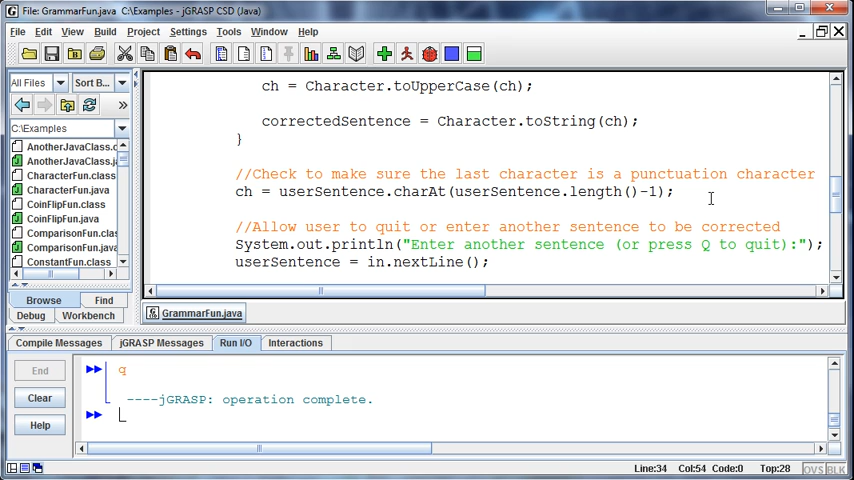 File: GrammarFun.java  C:\Examples - jGRASP CSD (Java)
File Edit View Build Project Settings Tools Window Help
All Files Sort B...
C:\Examples
AnotherJavaClass.c
AnotherJavaClass.j
CharacterFun.class
CharacterFun.java
CoinFlipFun.class
CoinFlipFun.java
ComparisonFun.clas
ComparisonFun.java
ConstantFun.class
Browse Find
Debug Workbench
ch = Character.toUpperCase(ch);
correctedSentence = Character.toString(ch);
}
//Check to make sure the last character is a punctuation character
ch = userSentence.charAt(userSentence.length()-1);
//Allow user to quit or enter another sentence to be corrected
System.out.println("Enter another sentence (or press Q to quit):");
userSentence = in.nextLine();
GrammarFun.java
Compile Messages jGRASP Messages Run I/O Interactions
End
Clear
Help
q
----jGRASP: operation complete.
Line:34 Col:54 Code:0 Top:28 OVS BLK